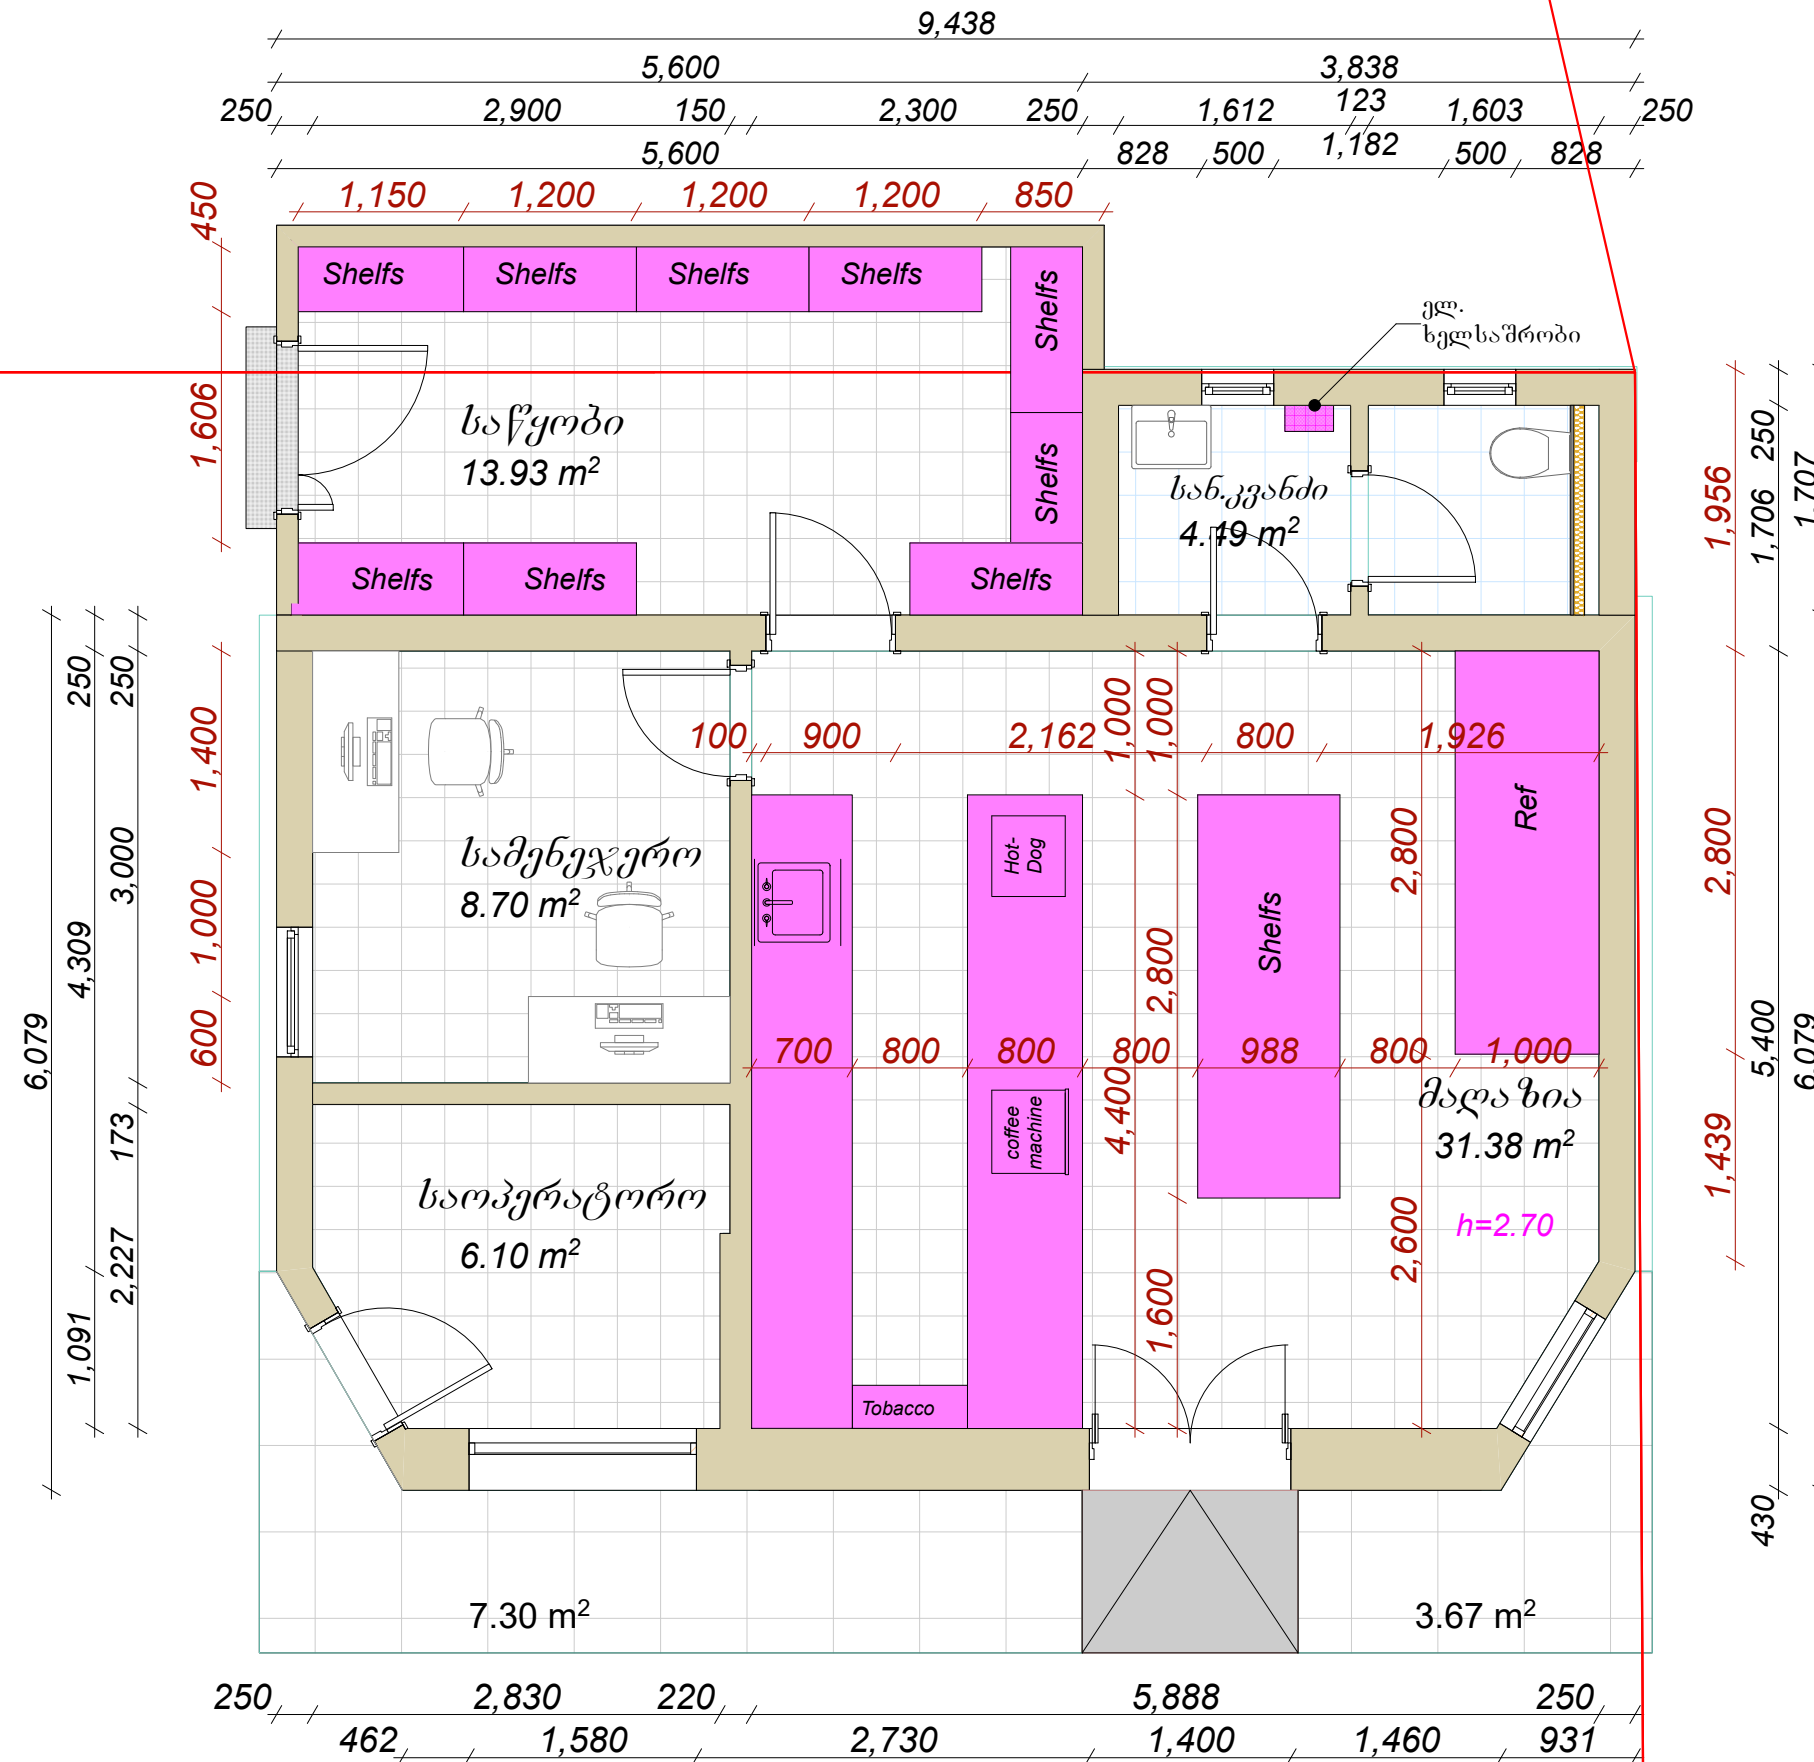 9,438
5,600 3,838
250 2,900 150 2,300 250 1,612 123 1,603 250
5,600 828 500 1,182 500 828
1,150 1,200 1,200 1,200 850
450
Shelfs Shelfs Shelfs Shelfs
Shelfs
ელ.
ხელსაშრობი
1,606
საწყობი
13.93 m²
Shelfs
სან.კვანძი
4.49 m²
1,956
1,706 250
1,707
Shelfs Shelfs Shelfs
250 250
1,400
100 900 2,162 1,000 1,000 800 1,926
Ref
3,000
4,309
6,079
1,000
600
სამენეჯერო
8.70 m²
Hot-
Dog
Shelfs
2,800
2,800
2,800
700 800 800 800 988 800 1,000
5,400
6,079
4,400
coffee
machine
მაღაზია
31.38 m²
1,439
173
2,227
1,091
საოპერატორო
6.10 m²
h=2.70
2,600
1,600
Tobacco
430
7.30 m²
3.67 m²
250 2,830 220 5,888 250
462 1,580 2,730 1,400 1,460 931